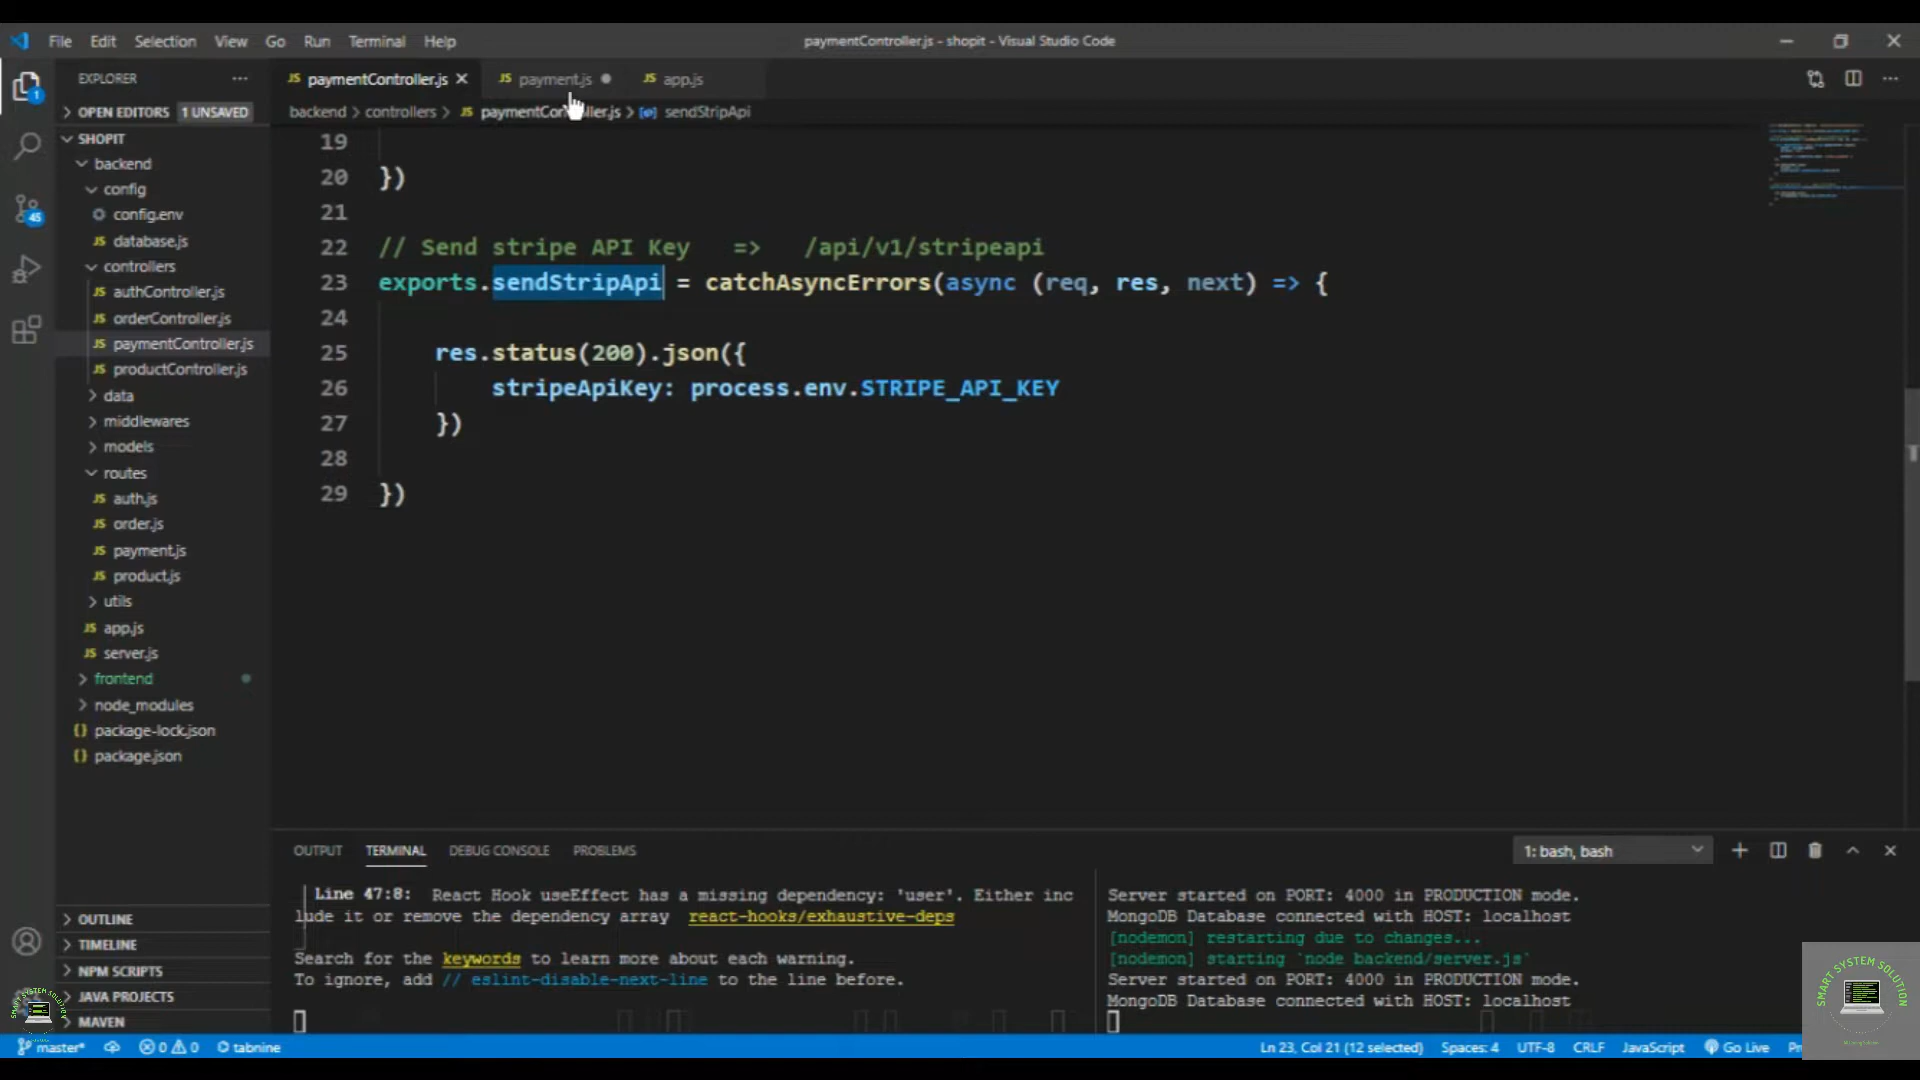 File Edit Selection View Go Run Terminal Help
paymentController.js - shopit - Visual Studio Code
EXPLORER
OPEN EDITORS 1 UNSAVED
SHOPIT
backend
config
config.env
database.js
controllers
authController.js
orderController.js
paymentController.js
productController.js
data
middlewares
models
routes
auth.js
order.js
payment.js
product.js
utils
app.js
server.js
frontend
node_modules
package-lock.json
package.json
OUTLINE
TIMELINE
NPM SCRIPTS
JAVA PROJECTS
MAVEN
1
45
JS paymentController.js JS payment.js JS app.js
backend > controllers > JS paymentController.js > sendStripApi
19
20 })
21
22 // Send stripe API Key => /api/v1/stripeapi
23 exports.sendStripApi = catchAsyncErrors(async (req, res, next) => {
24
25 res.status(200).json({
26 stripeApiKey: process.env.STRIPE_API_KEY
27 })
28
29 })
OUTPUT TERMINAL DEBUG CONSOLE PROBLEMS
1: bash, bash
Line 47:8: React Hook useEffect has a missing dependency: 'user'. Either inc
lude it or remove the dependency array react-hooks/exhaustive-deps
Search for the keywords to learn more about each warning.
To ignore, add // eslint-disable-next-line to the line before.
Server started on PORT: 4000 in PRODUCTION mode.
MongoDB Database connected with HOST: localhost
[nodemon] restarting due to changes...
[nodemon] starting `node backend/server.js`
Server started on PORT: 4000 in PRODUCTION mode.
MongoDB Database connected with HOST: localhost
SMART SYSTEM SOLUTION
SMART SYSTEM SOLUTION
master* 0 0 tabnine
Ln 23, Col 21 (12 selected) Spaces: 4 UTF-8 CRLF JavaScript Go Live